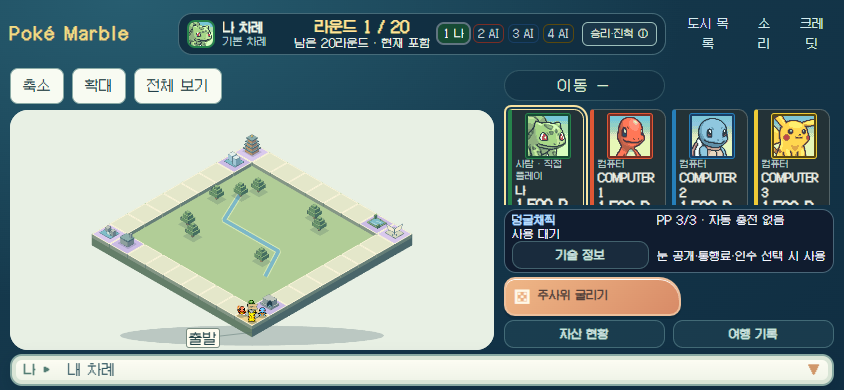 Poké Marble
나 차례
기본 차례
라운드 1 / 20
남은 20라운드 · 현재 포함
1 나
2 AI
3 AI
4 AI
승리·진척 ⓘ
도시 목록
소리
크레딧
축소
확대
전체 보기
이동 —
사람 · 직접 플레이
나
컴퓨터
COMPUTER 1
컴퓨터
COMPUTER 2
컴퓨터
COMPUTER 3
덩굴채찍
사용 대기
PP 3/3 · 자동 충전 없음
기술 정보
눈 공개·통행료·인수 선택 시 사용
주사위 굴리기
자산 현황
여행 기록
출발
나 ▸ 내 차례